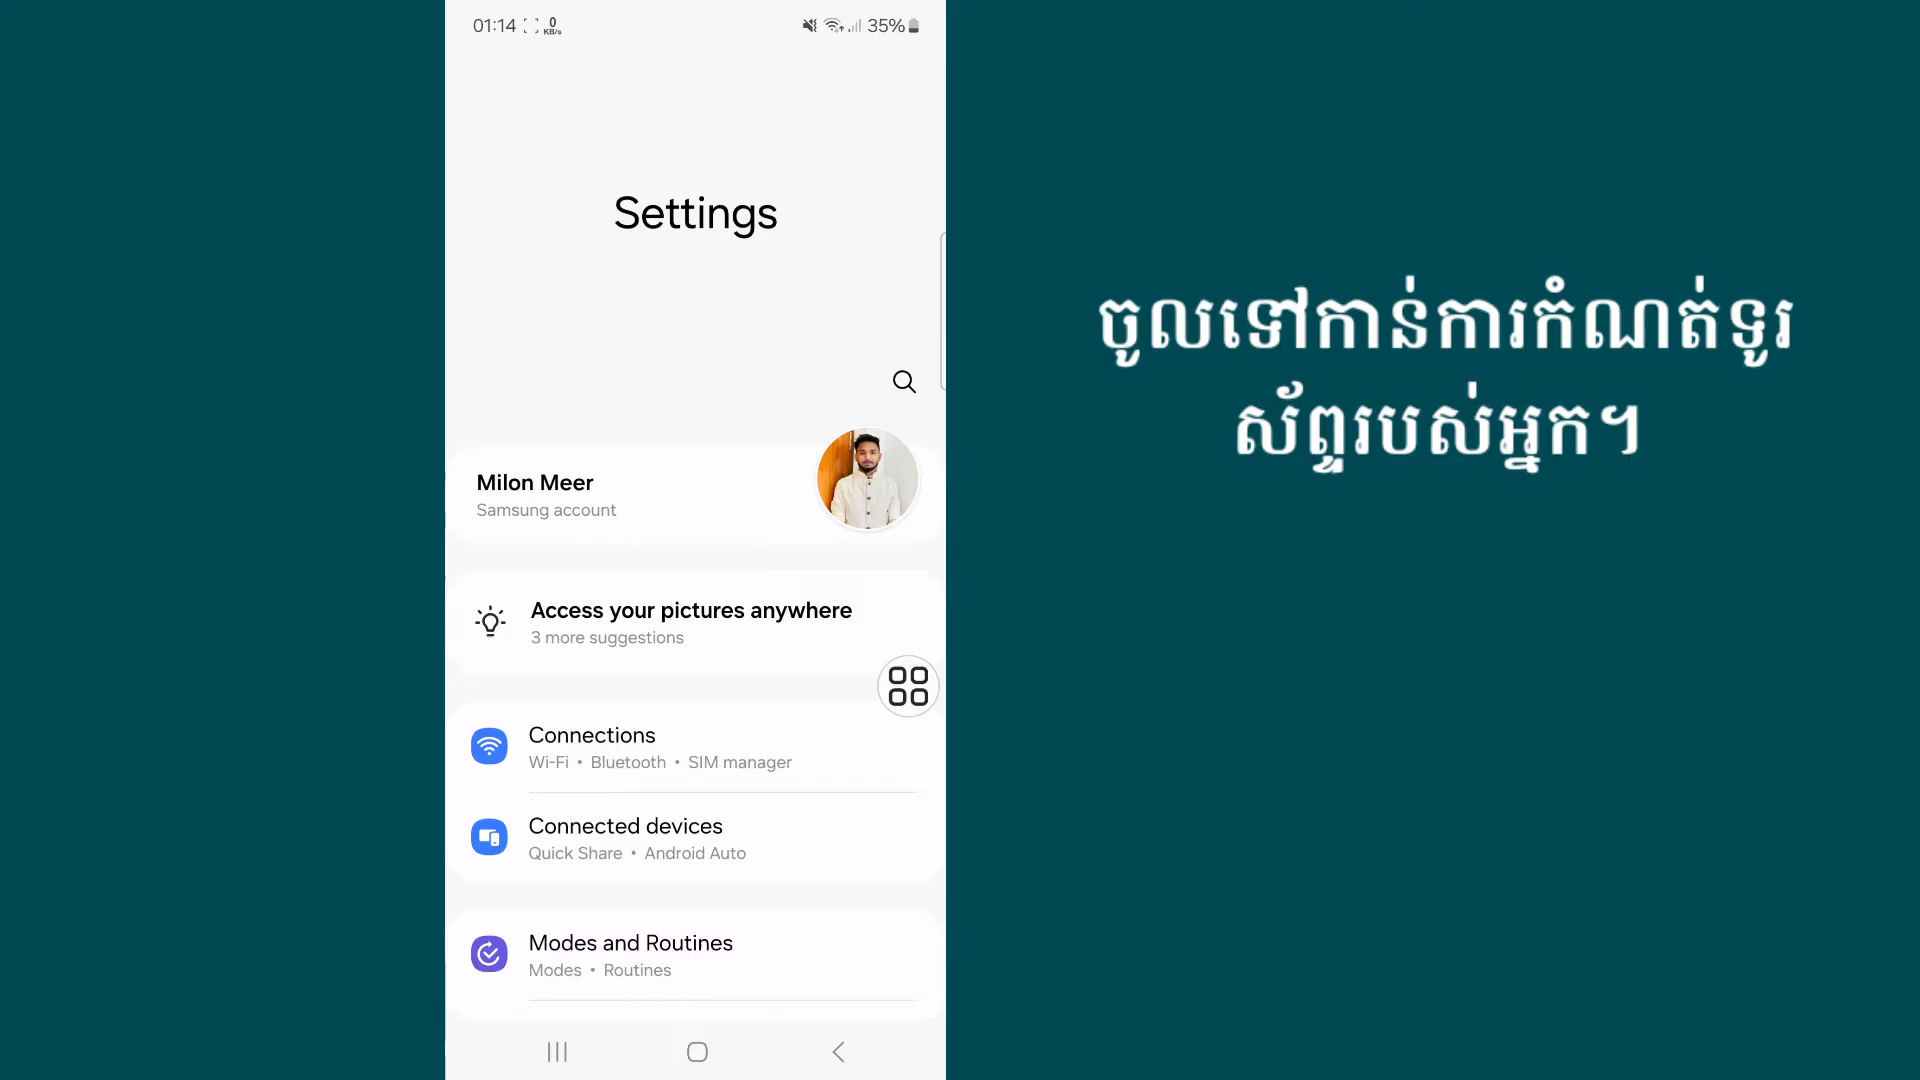 01:14 0 KB/s 35%
Settings
Milon Meer
Samsung account
Access your pictures anywhere
3 more suggestions
Connections
Wi-Fi • Bluetooth • SIM manager
Connected devices
Quick Share • Android Auto
Modes and Routines
Modes • Routines
ចូលទៅកាន់ការកំណត់ទូរ
ស័ព្ទរបស់អ្នក។